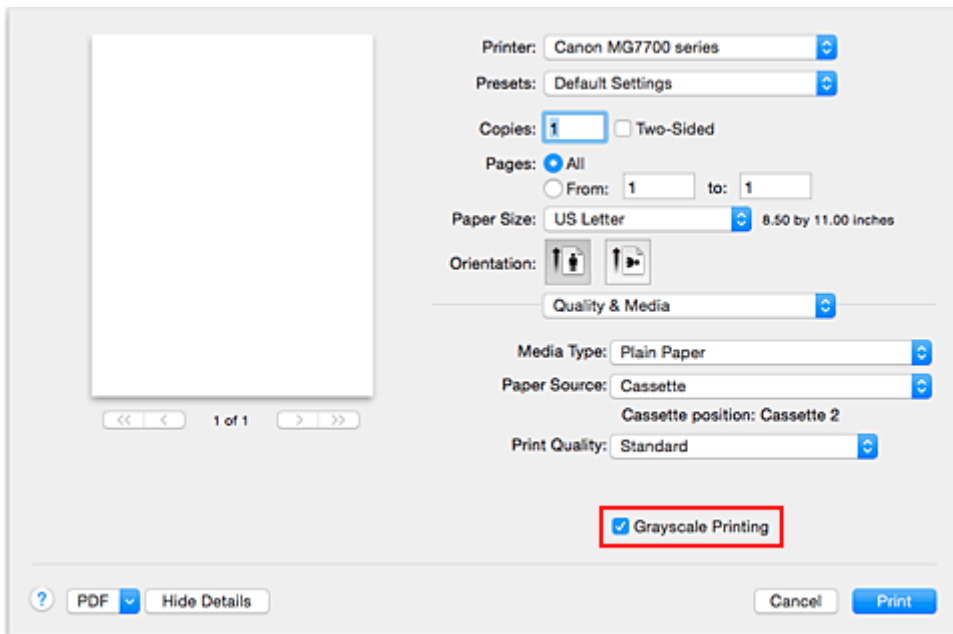 Printer: Canon MG7700 series
Presets: Default Settings
Copies: 1 Two-Sided
Pages: All
From: 1 to: 1
Paper Size: US Letter 8.50 by 11.00 inches
Orientation:
Quality & Media
Media Type: Plain Paper
Paper Source: Cassette
Cassette position: Cassette 2
Print Quality: Standard
Grayscale Printing
1 of 1
? PDF Hide Details Cancel Print